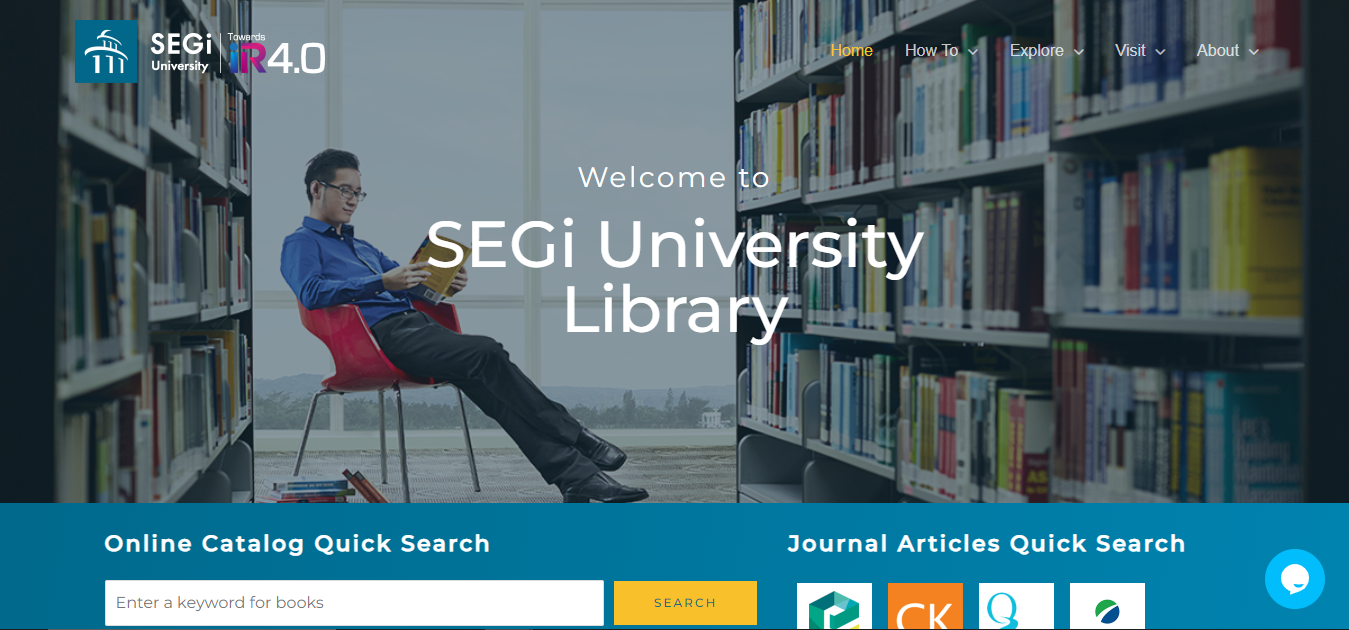 SEGi
University
Towards
IR4.0
Home
How To
Explore
Visit
About
Welcome to
SEGi University
Library
Online Catalog Quick Search
Journal Articles Quick Search
Enter a keyword for books
SEARCH
CK